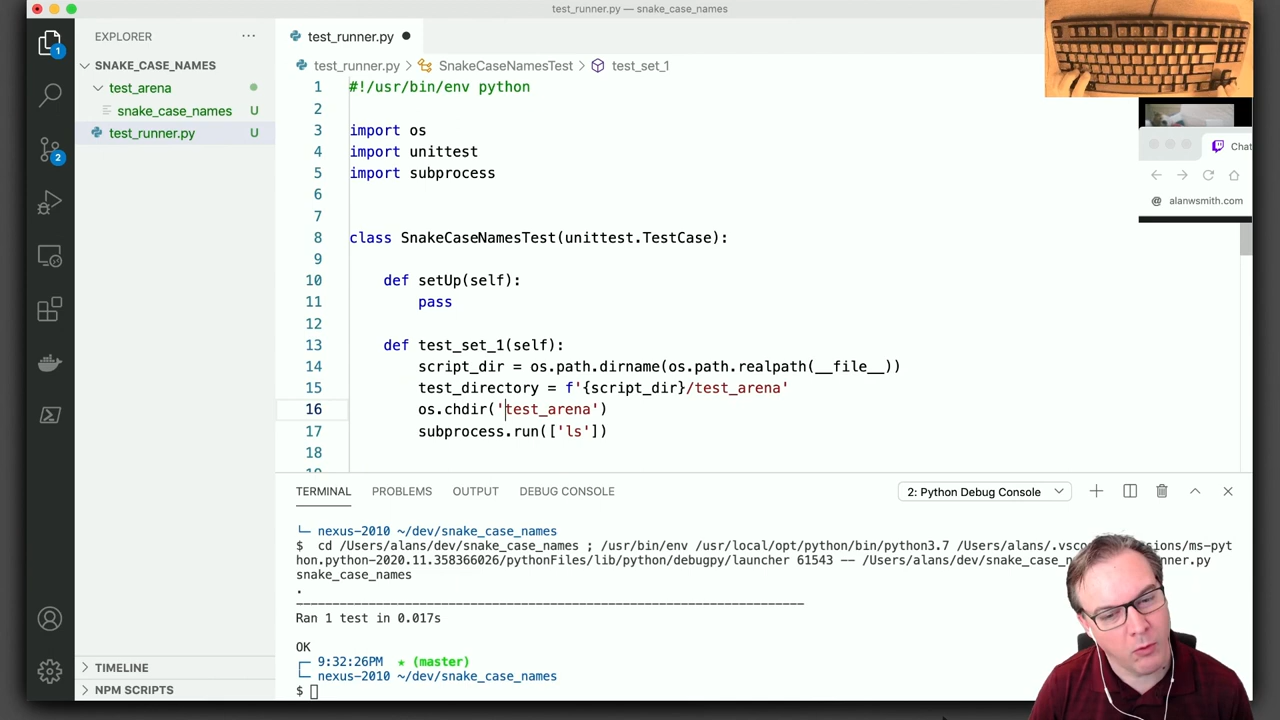 test_runner.py — snake_case_names
EXPLORER
test_runner.py
SNAKE_CASE_NAMES
test_arena
snake_case_names U
test_runner.py U
TIMELINE
NPM SCRIPTS
1
2
test_runner.py > SnakeCaseNamesTest > test_set_1
1 #!/usr/bin/env python
2
3 import os
4 import unittest
5 import subprocess
6
7
8 class SnakeCaseNamesTest(unittest.TestCase):
9
10 def setUp(self):
11 pass
12
13 def test_set_1(self):
14 script_dir = os.path.dirname(os.path.realpath(__file__))
15 test_directory = f'{script_dir}/test_arena'
16 os.chdir('test_arena')
17 subprocess.run(['ls'])
18
Chat
@ alanwsmith.com
TERMINAL PROBLEMS OUTPUT DEBUG CONSOLE
2: Python Debug Console
nexus-2010 ~/dev/snake_case_names
$ cd /Users/alans/dev/snake_case_names ; /usr/bin/env /usr/local/opt/python/bin/python3.7 /Users/alans/.vsc ms-pyt
hon.python-2020.11.358366026/pythonFiles/lib/python/debugpy/launcher 61543 -- /Users/alans/dev/snake_case_n
snake_case_names
.
----------------------------------------------------------------------
Ran 1 test in 0.017s
OK
9:32:26PM ★ (master)
nexus-2010 ~/dev/snake_case_names
$